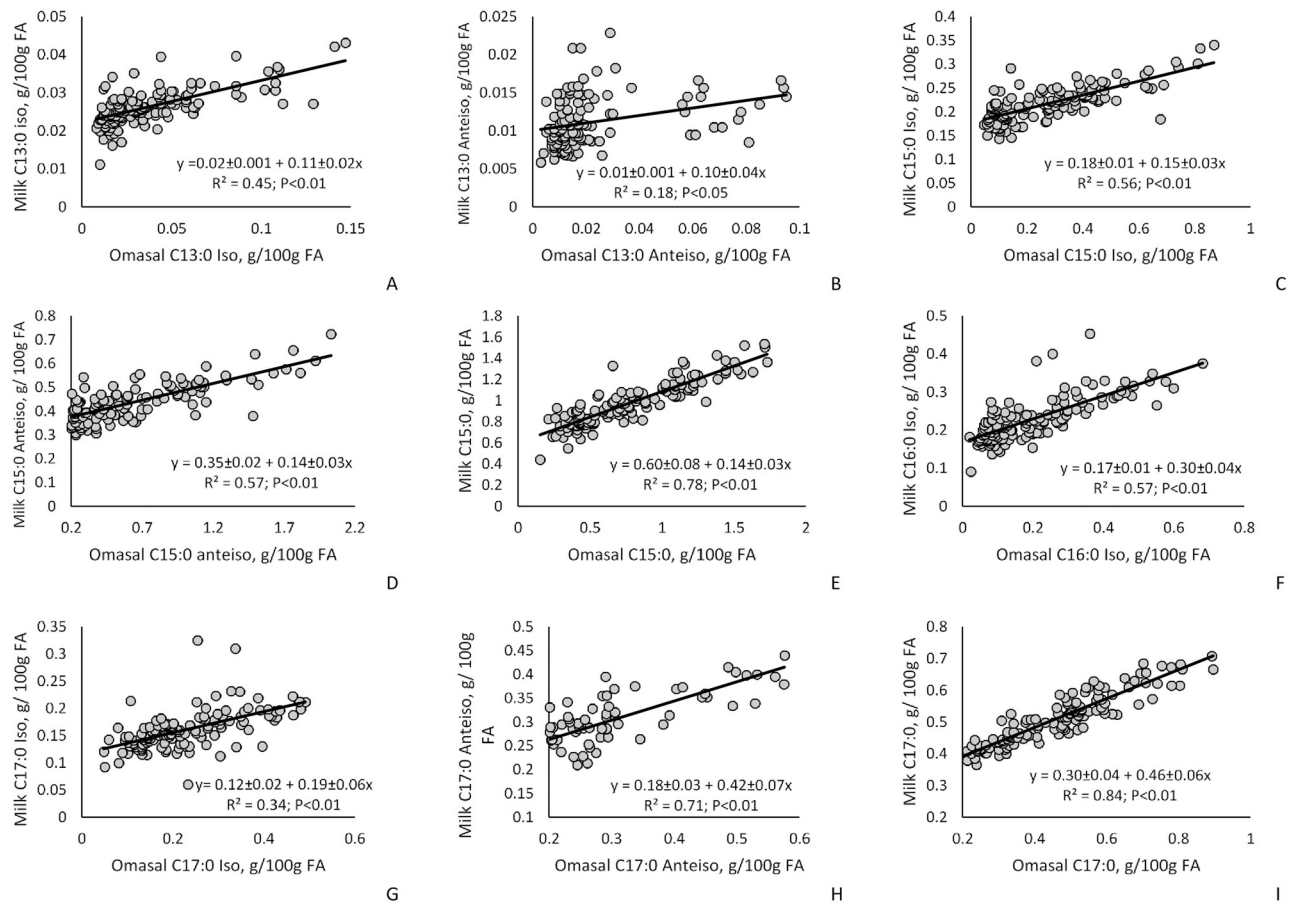 Milk C13:0 iso, g/100g FA
0.05
0.04
0.03
0.02
0.01
0
0
0.05
0.1
0.15
y =0.02±0.001 + 0.11±0.02x
R² = 0.45; P<0.01
Omasal C13:0 Iso, g/100g FA
A
Milk C13:0 Anteiso, g/100g FA
0.03
0.025
0.02
0.015
0.01
0.005
0
0
0.02
0.04
0.06
0.08
0.1
y = 0.01±0.001 + 0.10±0.04x
R² = 0.18; P<0.05
Omasal C13:0 Anteiso, g/100g FA
B
Milk C15:0 Iso, g/ 100g FA
0.4
0.35
0.3
0.25
0.2
0.15
0.1
0.05
0
0
0.2
0.4
0.6
0.8
1
y = 0.18±0.01 + 0.15±0.03x
R² = 0.56; P<0.01
Omasal C15:0 Iso, g/100g FA
C
Milk C15:0 Anteiso, g/ 100g FA
0.8
0.7
0.6
0.5
0.4
0.3
0.2
0.1
0
0.2
0.7
1.2
1.7
2.2
y = 0.35±0.02 + 0.14±0.03x
R² = 0.57; P<0.01
Omasal C15:0 anteiso, g/100g FA
D
Milk C15:0, g/100g FA
1.8
1.6
1.4
1.2
1
0.8
0.6
0.4
0.2
0
0
0.5
1
1.5
2
y = 0.60±0.08 + 0.14±0.03x
R² = 0.78; P<0.01
Omasal C15:0, g/100g FA
E
Milk C16:0 Iso, g/ 100g FA
0.5
0.4
0.3
0.2
0.1
0
0
0.2
0.4
0.6
0.8
y = 0.17±0.01 + 0.30±0.04x
R² = 0.57; P<0.01
Omasal C16:0 Iso, g/100g FA
F
Milk C17:0 Iso, g/ 100g FA
0.35
0.3
0.25
0.2
0.15
0.1
0.05
0
0
0.2
0.4
0.6
y= 0.12±0.02 + 0.19±0.06x
R² = 0.34; P<0.01
Omasal C17:0 Iso, g/100g FA
G
Milk C17:0 Anteiso, g/ 100g
FA
0.5
0.45
0.4
0.35
0.3
0.25
0.2
0.15
0.1
0.2
0.3
0.4
0.5
0.6
y = 0.18±0.03 + 0.42±0.07x
R² = 0.71; P<0.01
Omasal C17:0 Anteiso, g/100g FA
H
Milk C17:0, g/ 100g FA
0.8
0.7
0.6
0.5
0.4
0.3
0.2
0.2
0.4
0.6
0.8
1
y = 0.30±0.04 + 0.46±0.06x
R² = 0.84; P<0.01
Omasal C17:0, g/100g FA
I